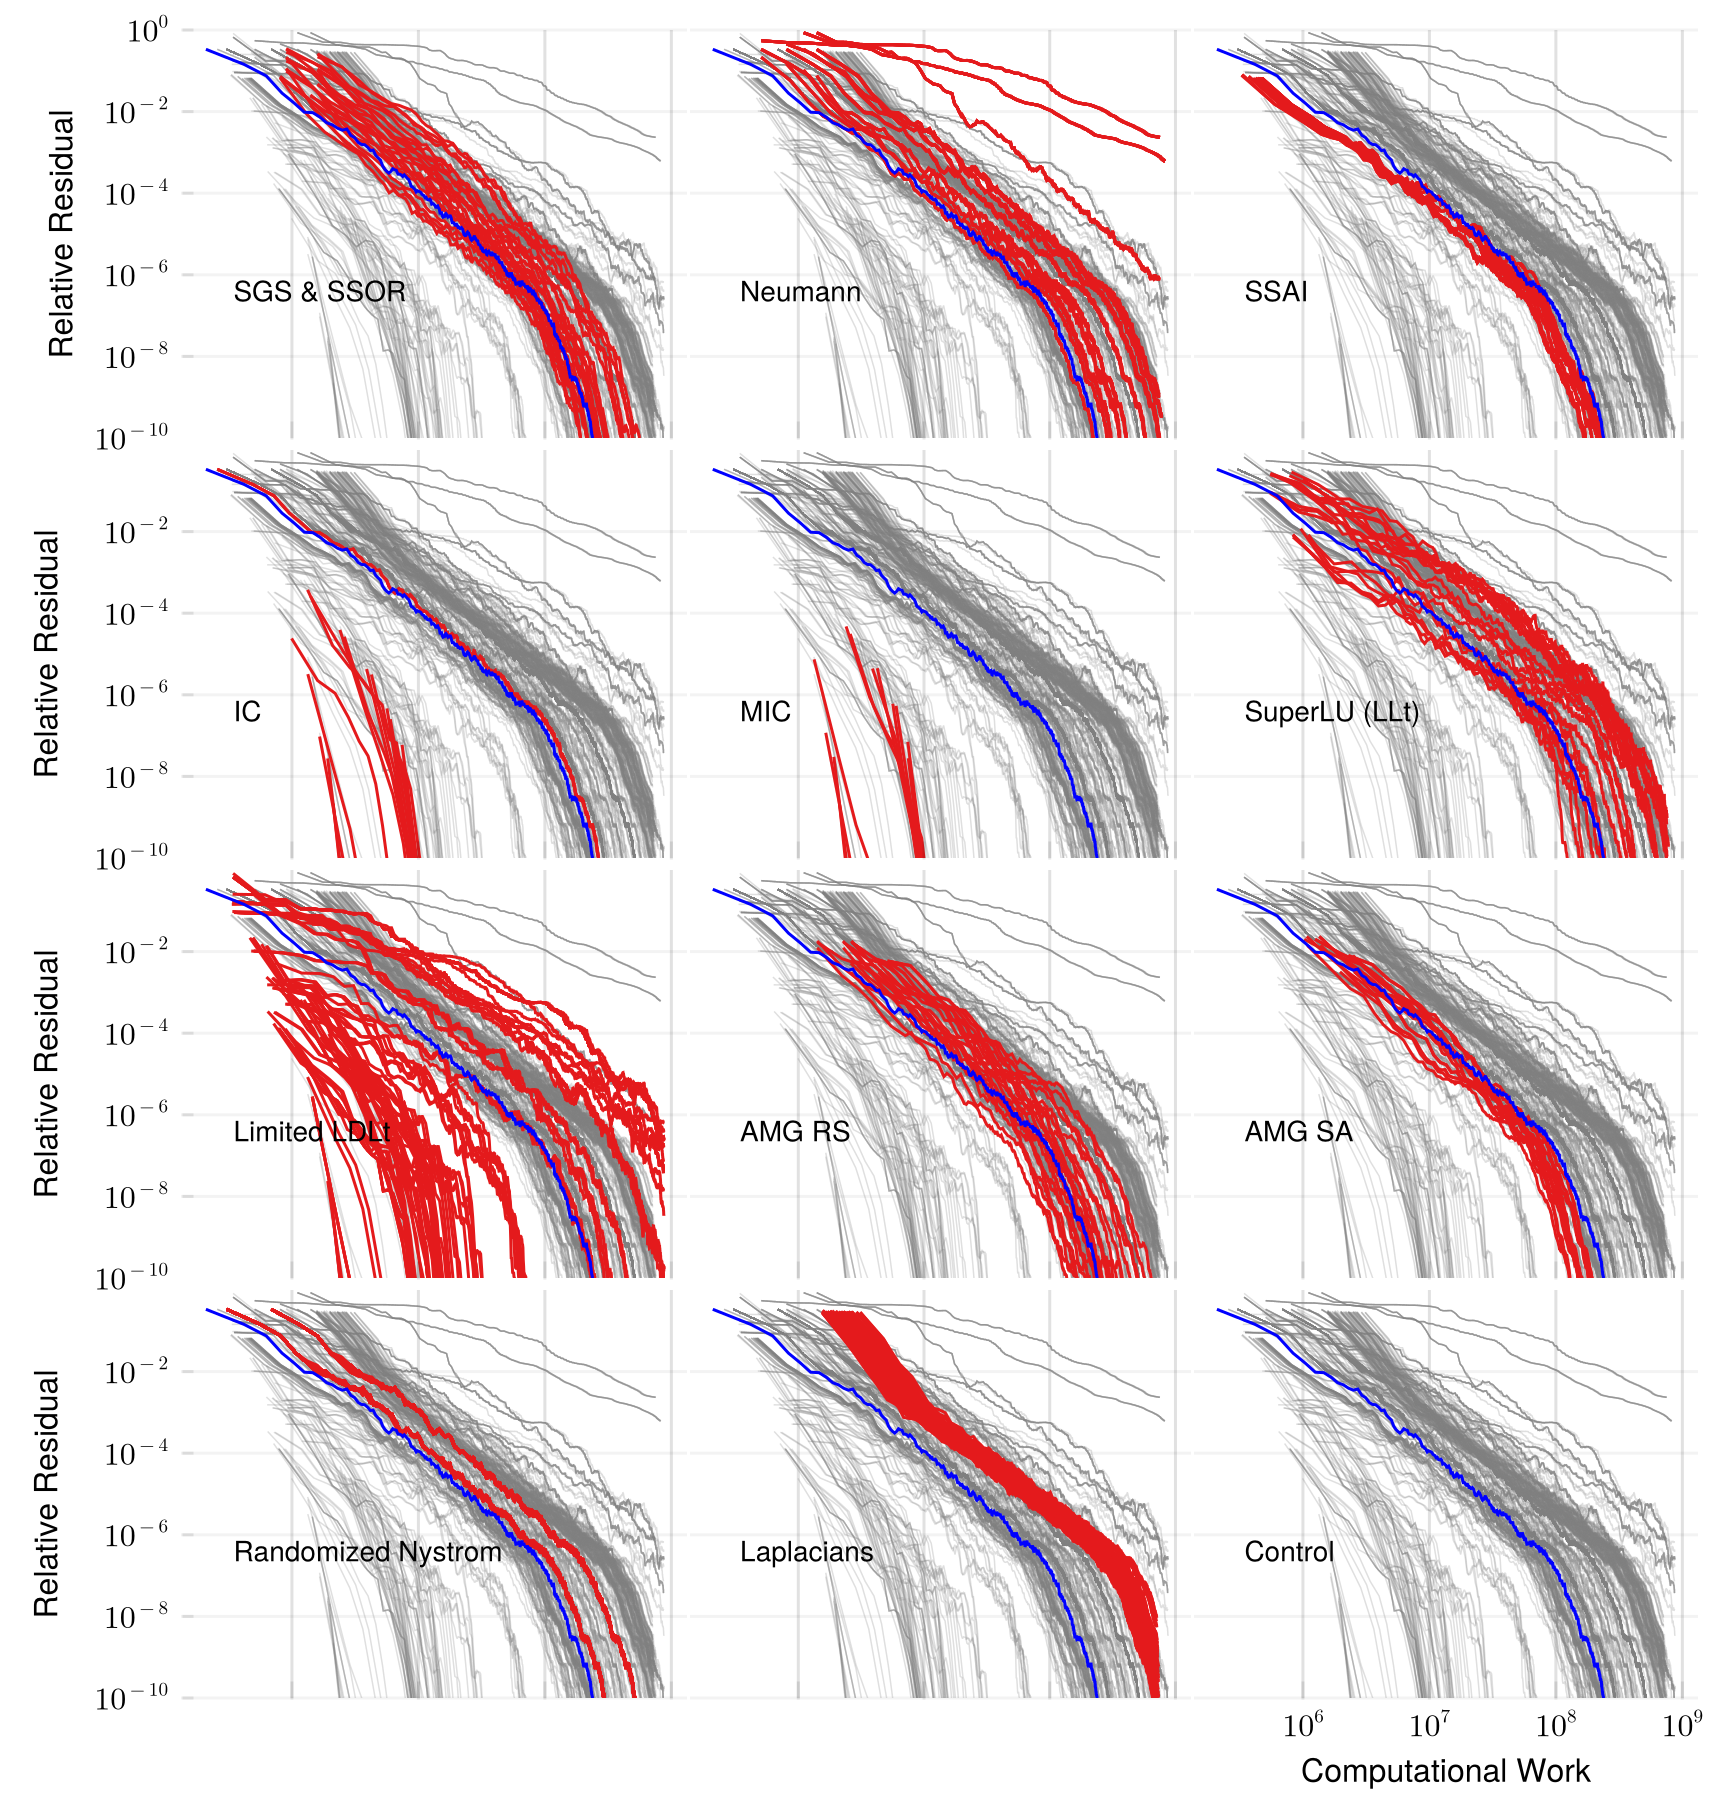 10^0
10^−2
10^−4
10^−6
10^−8
10^−10
Relative Residual
SGS & SSOR
Neumann
SSAI
10^−2
10^−4
10^−6
10^−8
10^−10
Relative Residual
IC
MIC
SuperLU (LLt)
10^−2
10^−4
10^−6
10^−8
10^−10
Relative Residual
Limited LDLt
AMG RS
AMG SA
10^−2
10^−4
10^−6
10^−8
10^−10
Relative Residual
Randomized Nystrom
Laplacians
Control
10^6 10^7 10^8 10^9
Computational Work